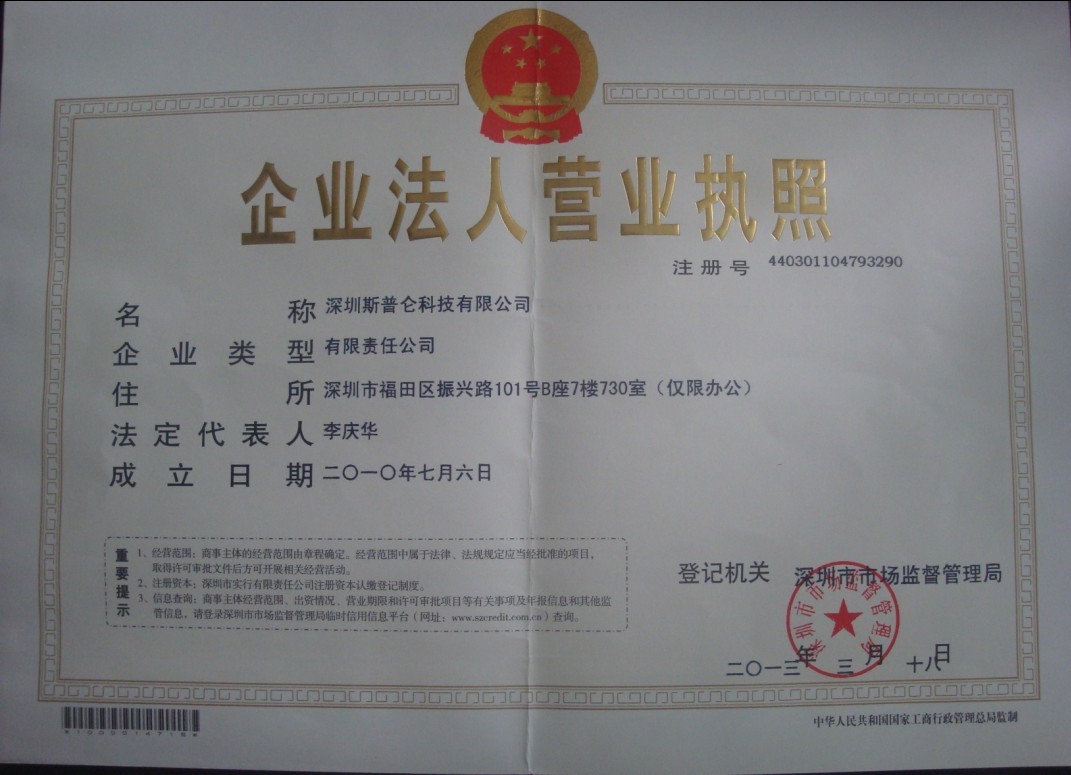 企业法人营业执照
注册号 440301104793290
名称 深圳斯普仑科技有限公司
企业类型 有限责任公司
住所 深圳市福田区振兴路101号B座7楼730室（仅限办公）
法定代表人 李庆华
成立日期 二〇一〇年七月六日
重要提示
1、经营范围：商事主体的经营范围由章程确定。经营范围中属于法律、法规规定应当经批准的项目，
取得许可审批文件后方可开展相关经营活动。
2、注册资本：深圳市实行有限责任公司注册资本认缴登记制度。
3、信息查询：商事主体经营范围、出资情况、营业期限和许可审批项目等有关事项及年报信息和其他监
管信息，请登录深圳市市场监督管理局临时信用信息平台（网址：www.szcredit.com.cn）查询。
登记机关 深圳市市场监督管理局
深圳市市场监督管理局
二〇一三年三月十八日
中华人民共和国国家工商行政管理总局监制